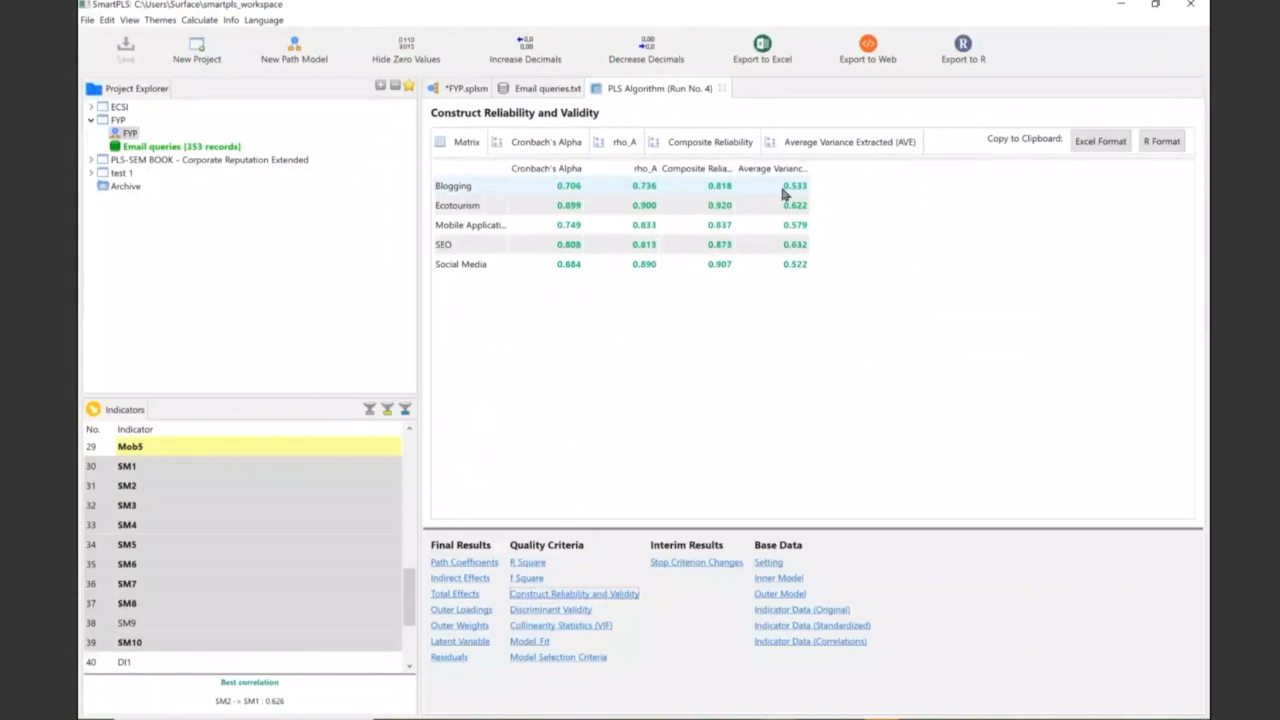 SmartPLS: C:\Users\Surface\smartpls_workspace
File Edit View Themes Calculate Info Language
Save New Project New Path Model Hide Zero Values Increase Decimals Decrease Decimals Export to Excel Export to Web Export to R
Project Explorer
ECSI
FYP
FYP
Email queries [353 records]
PLS-SEM BOOK - Corporate Reputation Extended
test 1
Archive
*FYP.splsm Email queries.txt PLS Algorithm (Run No. 4)
Construct Reliability and Validity
Matrix Cronbach's Alpha rho_A Composite Reliability Average Variance Extracted (AVE) Copy to Clipboard: Excel Format R Format
Cronbach's Alpha rho_A Composite Relia... Average Varianc...
Blogging 0.706 0.736 0.818 0.533
Ecotourism 0.899 0.900 0.920 0.622
Mobile Applicati... 0.749 0.833 0.837 0.579
SEO 0.808 0.813 0.873 0.632
Social Media 0.684 0.890 0.907 0.522
Indicators
No. Indicator
29 Mob5
30 SM1
31 SM2
32 SM3
33 SM4
34 SM5
35 SM6
36 SM7
37 SM8
38 SM9
39 SM10
40 DI1
Best correlation
SM2 -> SM1 : 0.626
Final Results Quality Criteria Interim Results Base Data
Path Coefficients R Square Stop Criterion Changes Setting
Indirect Effects f Square Inner Model
Total Effects Construct Reliability and Validity Outer Model
Outer Loadings Discriminant Validity Indicator Data (Original)
Outer Weights Collinearity Statistics (VIF) Indicator Data (Standardized)
Latent Variable Model Fit Indicator Data (Correlations)
Residuals Model Selection Criteria